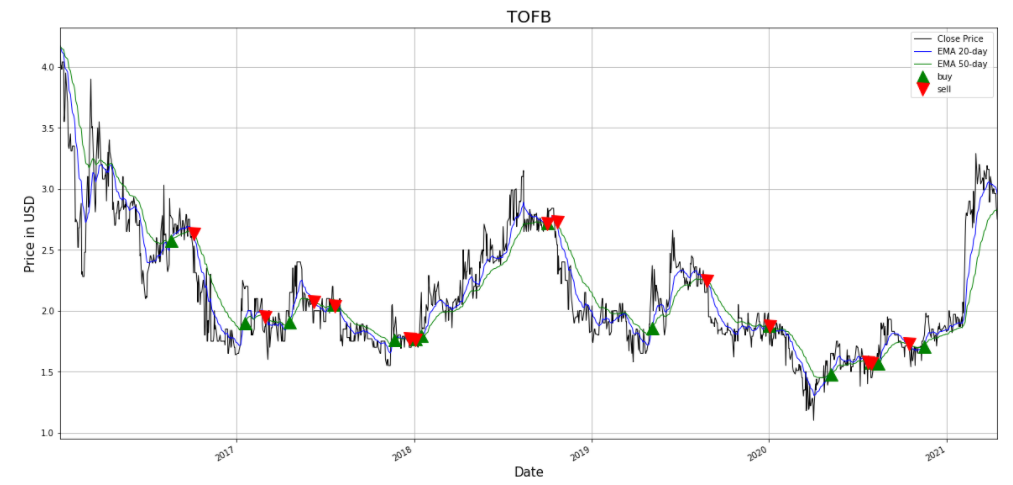 TOFB
Close Price
EMA 20-day
EMA 50-day
buy
sell
Price in USD
4.0
3.5
3.0
2.5
2.0
1.5
1.0
2017
2018
2019
2020
2021
Date